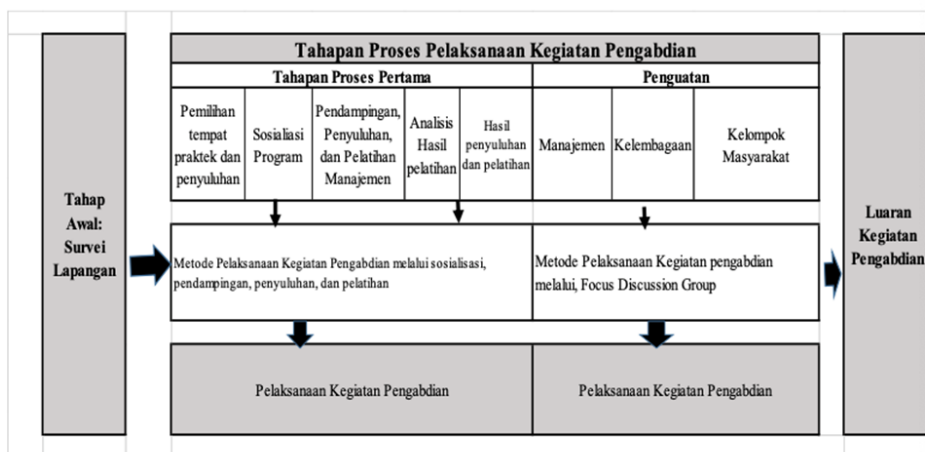 Tahap
Awal:
Survei
Lapangan
Tahapan Proses Pelaksanaan Kegiatan Pengabdian
Tahapan Proses Pertama
Penguatan
Pemilihan
tempat
praktek dan
penyuluhan
Sosialiasi
Program
Pendampingan,
Penyuluhan,
dan Pelatihan
Manajemen
Analisis
Hasil
pelatihan
Hasil
penyuluhan
dan pelatihan
Manajemen
Kelembagaan
Kelompok
Masyarakat
Metode Pelaksanaan Kegiatan Pengabdian melalui sosialisasi,
pendampingan, penyuluhan, dan pelatihan
Metode Pelaksanaan Kegiatan pengabdian
melalui, Focus Discussion Group
Pelaksanaan Kegiatan Pengabdian
Pelaksanaan Kegiatan Pengabdian
Luaran
Kegiatan
Pengabdian